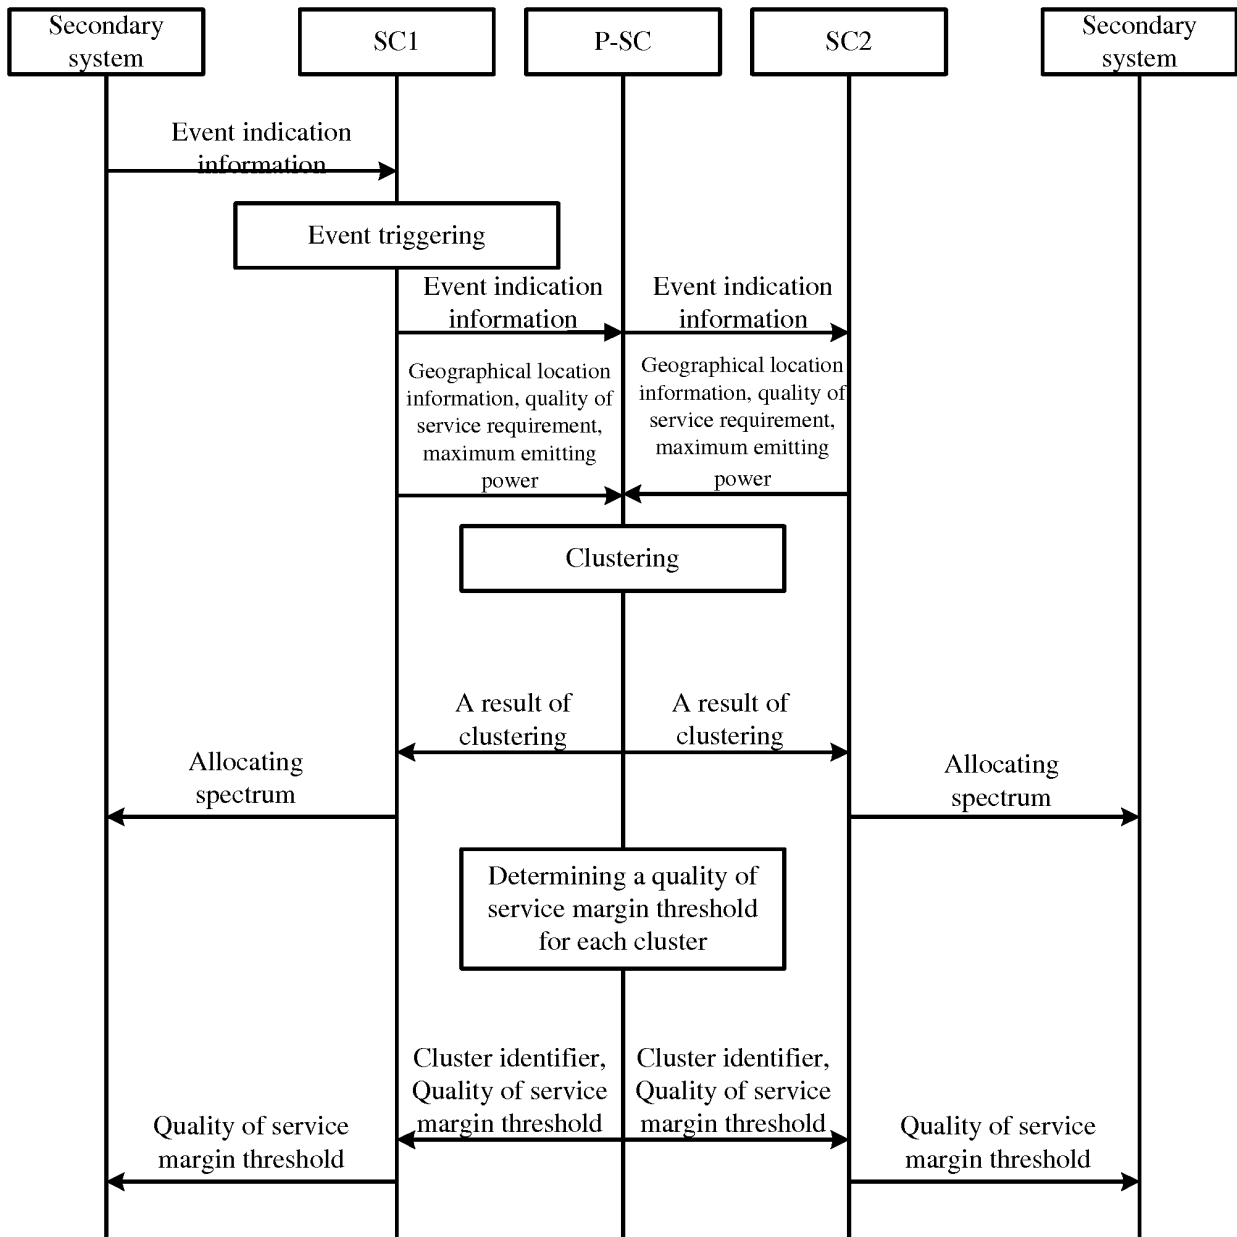 Secondary
system
SC1
P-SC
SC2
Secondary
system
Event indication
information
Event triggering
Event indication
information
Event indication
information
Geographical location
information, quality of
service requirement,
maximum emitting
power
Geographical location
information, quality of
service requirement,
maximum emitting
power
Clustering
A result of
clustering
A result of
clustering
Allocating
spectrum
Allocating
spectrum
Determining a quality of
service margin threshold
for each cluster
Cluster identifier,
Quality of service
margin threshold
Cluster identifier,
Quality of service
margin threshold
Quality of service
margin threshold
Quality of service
margin threshold